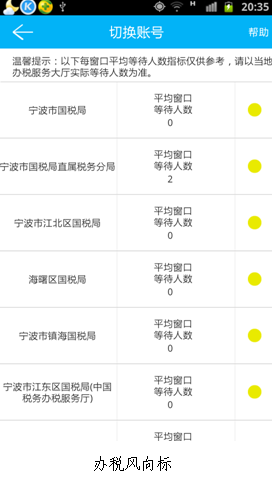 20:35
切换账号
帮助
温馨提示：以下每窗口平均等待人数指标仅供参考，请以当地
办税服务大厅实际等待人数为准。
宁波市国税局
平均窗口
等待人数
0
宁波市国税局直属税务分局
平均窗口
等待人数
2
宁波市江北区国税局
平均窗口
等待人数
0
海曙区国税局
平均窗口
等待人数
0
宁波市镇海国税局
平均窗口
等待人数
0
宁波市江东区国税局(中国
税务办税服务厅)
平均窗口
等待人数
0
平均窗口
办税风向标